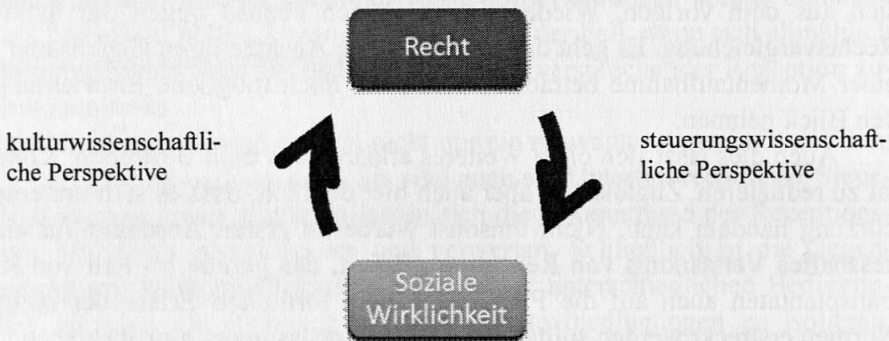 Recht
kulturwissenschaftli-
che Perspektive
steuerungswissenschaft-
liche Perspektive
Soziale
Wirklichkeit